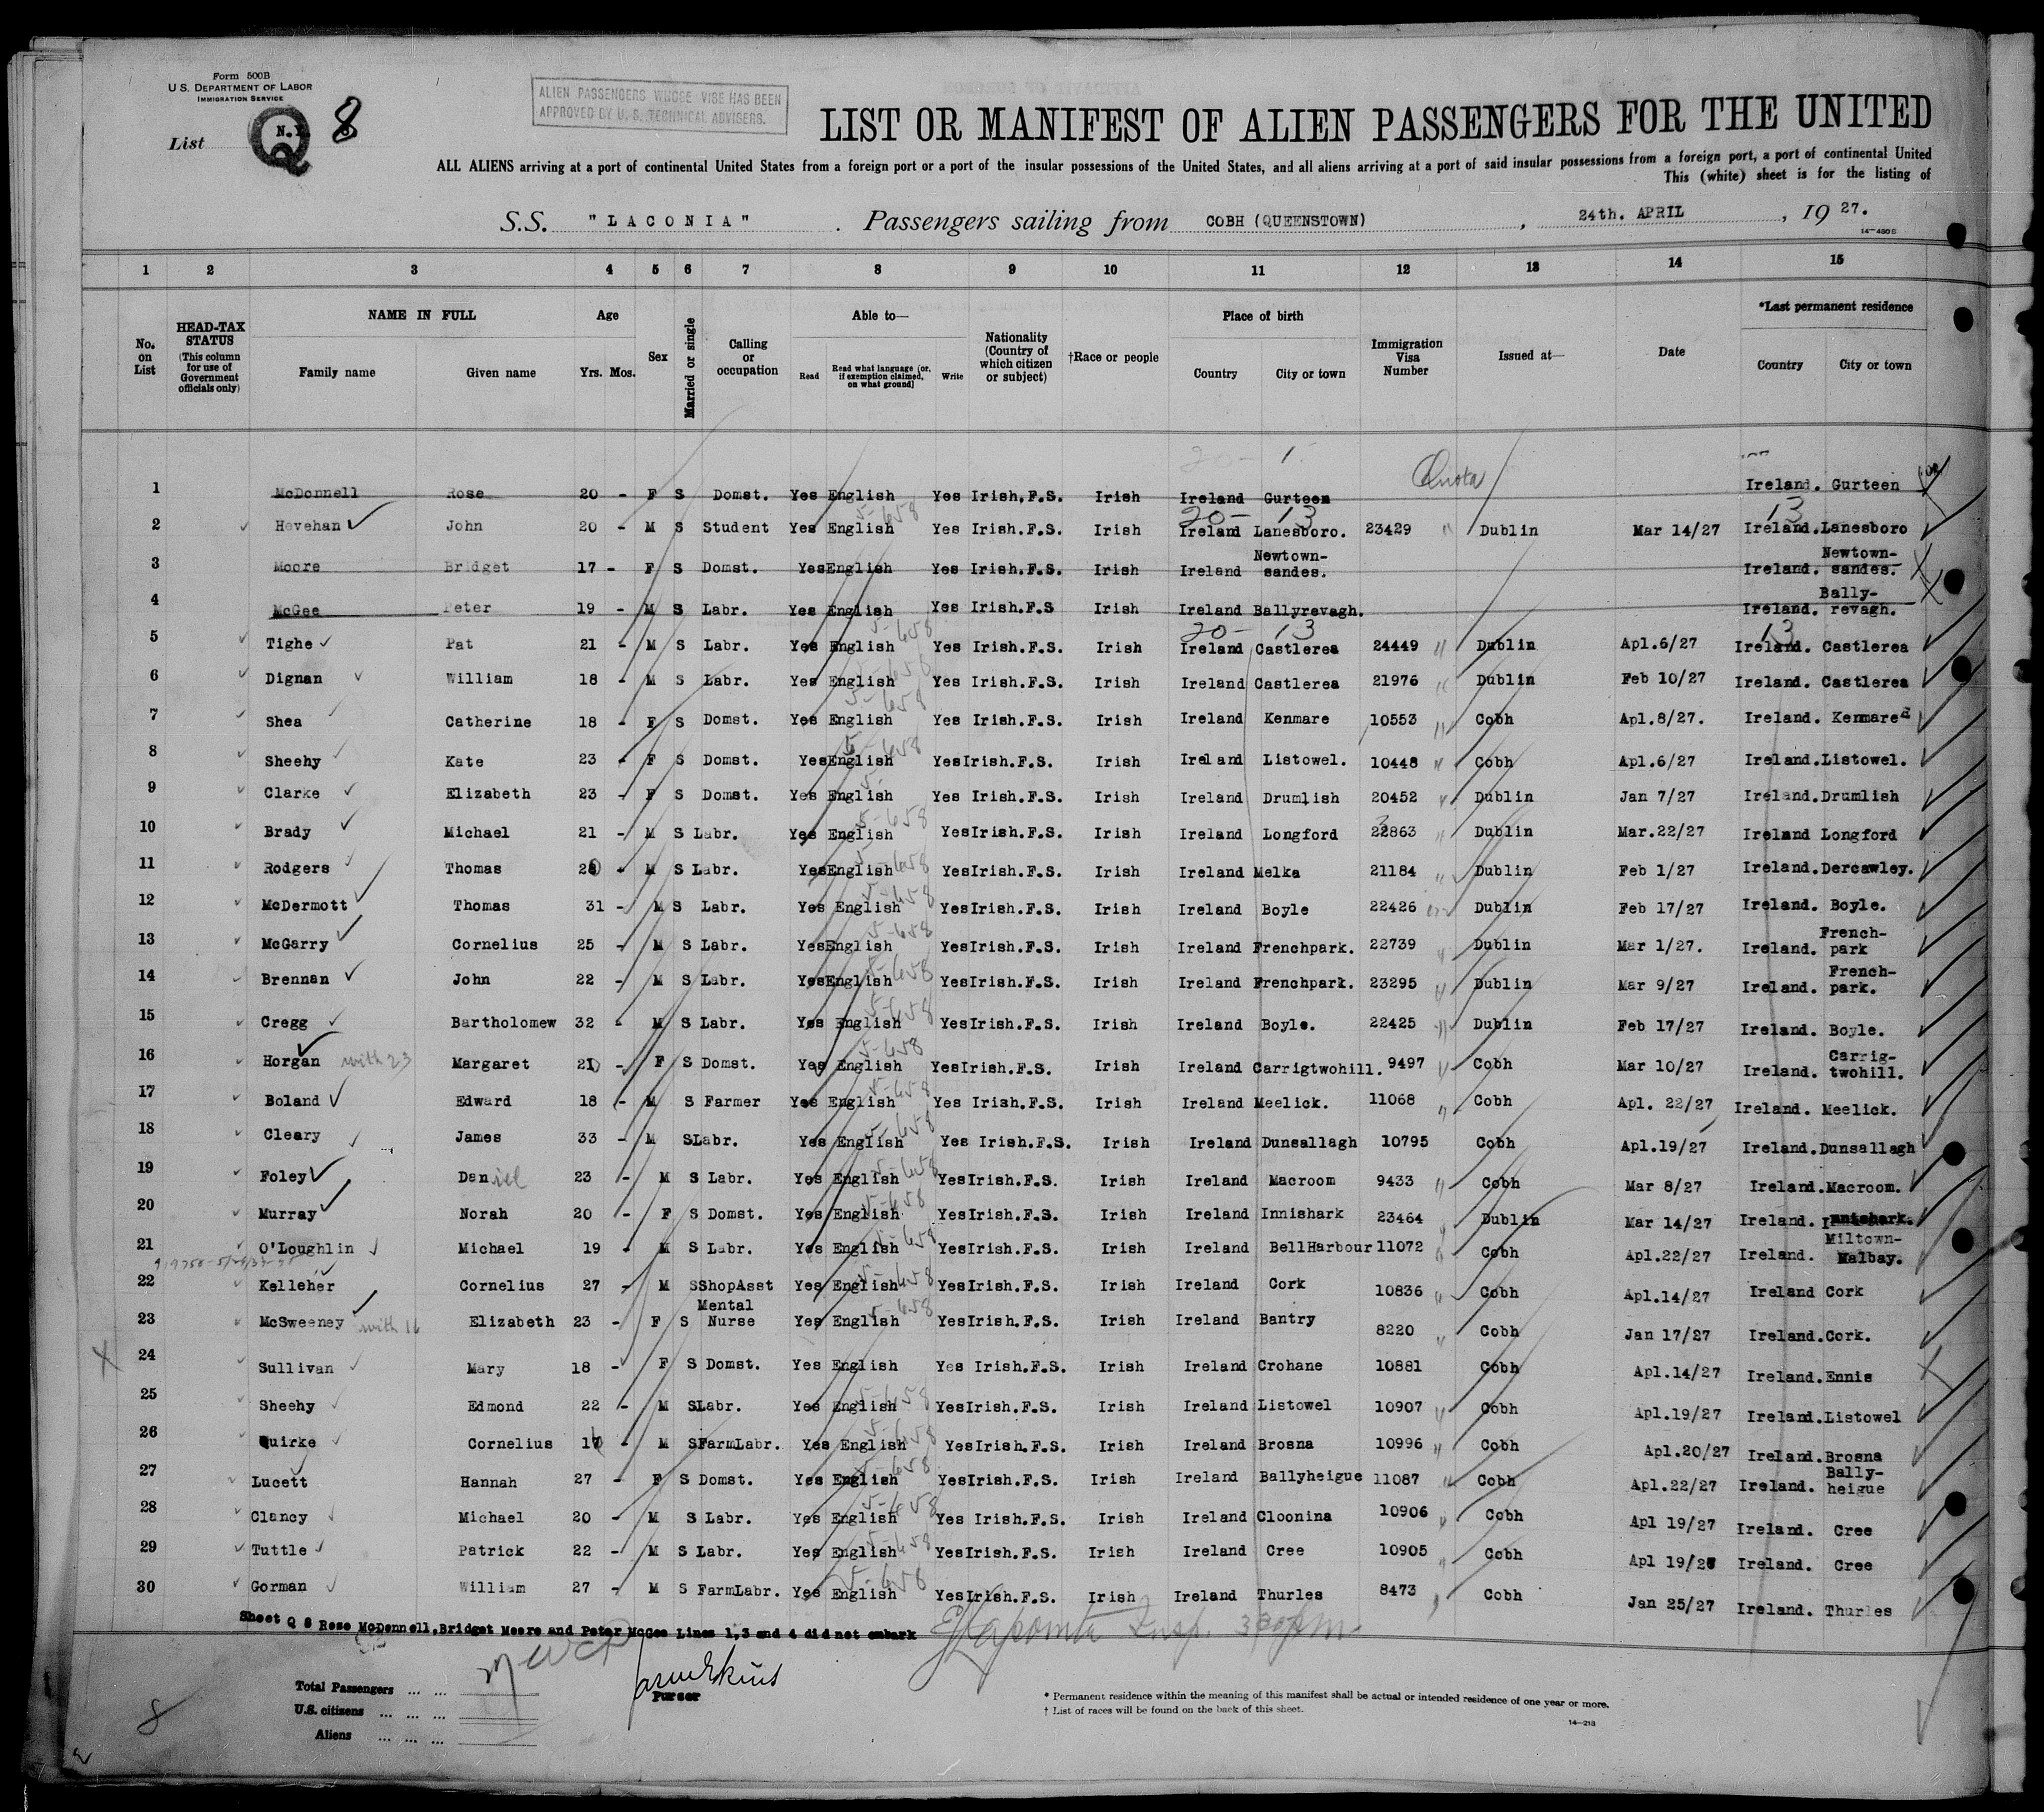 Form 500B
U.S. DEPARTMENT OF LABOR
IMMIGRATION SERVICE
List Q N.Y. 8
ALIEN PASSENGERS WHOSE VISE HAS BEEN
APPROVED BY U. S. TECHNICAL ADVISERS.
LIST OR MANIFEST OF ALIEN PASSENGERS FOR THE UNITED
ALL ALIENS arriving at a port of continental United States from a foreign port or a port of the insular possessions of the United States, and all aliens arriving at a port of said insular possessions from a foreign port, a port of continental United
This (white) sheet is for the listing of
S.S. "LACONIA" . Passengers sailing from COBH (QUEENSTOWN) , 24th. APRIL , 19 27.
14—430B
1 2 3 4 5 6 7 8 9 10 11 12 13 14 15
No. on List
HEAD-TAX STATUS (This column for use of Government officials only)
NAME IN FULL
Family name Given name
Age
Yrs. Mos.
Sex
Married or single
Calling or occupation
Able to—
Read Read what language [or, if exemption claimed, on what ground] Write
Nationality (Country of which citizen or subject)
†Race or people
Place of birth
Country City or town
Immigration Visa Number
Issued at—
Date
*Last permanent residence
Country City or town
Quota
1 McDonnell Rose 20 - F S Domst. Yes English Yes Irish.F.S. Irish Ireland Gurteen Ireland. Gurteen
20- 13 13
2 Hevehan John 20 - M S Student Yes English Yes Irish.F.S. Irish Ireland Lanesboro. 23429 " Dublin Mar 14/27 Ireland. Lanesboro
3 Moore Bridget 17 - F S Domst. Yes English Yes Irish.F.S. Irish Ireland Newtown-sandes. Ireland. Newtown-sandes.
4 McGee Peter 19 - M S Labr. Yes English Yes Irish.F.S Irish Ireland Ballyrevagh. Ireland. Bally-revagh.
20- 13 13
5 Tighe Pat 21 - M S Labr. Yes English Yes Irish.F.S. Irish Ireland Castlerea 24449 " Dublin Apl.6/27 Ireland. Castlerea
6 Dignan William 18 - M S Labr. Yes English Yes Irish.F.S. Irish Ireland Castlerea 21976 " Dublin Feb 10/27 Ireland. Castlerea
7 Shea Catherine 18 - F S Domst. Yes English Yes Irish.F.S. Irish Ireland Kenmare 10553 " Cobh Apl.8/27. Ireland. Kenmare
8 Sheehy Kate 23 - F S Domst. Yes English Yes Irish.F.S. Irish Ireland Listowel. 10448 " Cobh Apl.6/27 Ireland. Listowel.
9 Clarke Elizabeth 23 - F S Domst. Yes English Yes Irish.F.S. Irish Ireland Drumlish 20452 " Dublin Jan 7/27 Ireland. Drumlish
10 Brady Michael 21 - M S Labr. Yes English Yes Irish.F.S. Irish Ireland Longford 23863 " Dublin Mar.22/27 Ireland Longford
11 Rodgers Thomas 20 - M S Labr. Yes English Yes Irish.F.S. Irish Ireland Melka 21184 " Dublin Feb 1/27 Ireland. Dercawley.
12 McDermott Thomas 31 - M S Labr. Yes English Yes Irish.F.S. Irish Ireland Boyle 22426 " Dublin Feb 17/27 Ireland. Boyle.
13 McGarry Cornelius 25 - M S Labr. Yes English Yes Irish.F.S. Irish Ireland Frenchpark. 22739 " Dublin Mar 1/27. Ireland. French-park
14 Brennan John 22 - M S Labr. Yes English Yes Irish.F.S. Irish Ireland Frenchpark. 23295 " Dublin Mar 9/27 Ireland. French-park.
15 Cregg Bartholomew 32 - M S Labr. Yes English Yes Irish.F.S. Irish Ireland Boyle. 22425 " Dublin Feb 17/27 Ireland. Boyle.
16 Horgan with 23 Margaret 21 - F S Domst. Yes English Yes Irish.F.S. Irish Ireland Carrigtwohill. 9497 " Cobh Mar 10/27 Ireland. Carrig-twohill.
17 Boland Edward 18 - M S Farmer Yes English Yes Irish.F.S. Irish Ireland Meelick. 11068 " Cobh Apl. 22/27 Ireland. Meelick.
18 Cleary James 33 - M S Labr. Yes English Yes Irish.F.S. Irish Ireland Dunsallagh 10795 Cobh Apl.19/27 Ireland. Dunsallagh
19 Foley Daniel 23 - M S Labr. Yes English Yes Irish.F.S. Irish Ireland Macroom 9433 " Cobh Mar 8/27 Ireland. Macroom.
20 Murray Norah 20 - F S Domst. Yes English Yes Irish.F.S. Irish Ireland Innishark 23464 " Dublin Mar 14/27 Ireland. Innishark.
21 O'Loughlin Michael 19 - M S Labr. Yes English Yes Irish.F.S. Irish Ireland BellHarbour 11072 " Cobh Apl.22/27 Ireland. Miltown-Malbay.
22 Kelleher Cornelius 27 - M S ShopAsst Yes English Yes Irish.F.S. Irish Ireland Cork 10836 " Cobh Apl.14/27 Ireland Cork
23 McSweeney with 16 Elizabeth 23 - F S Mental Nurse Yes English Yes Irish.F.S. Irish Ireland Bantry 8220 " Cobh Jan 17/27 Ireland. Cork.
24 Sullivan Mary 18 - F S Domst. Yes English Yes Irish.F.S. Irish Ireland Crohane 10881 Cobh Apl.14/27 Ireland. Ennis
25 Sheehy Edmond 22 - M S Labr. Yes English Yes Irish.F.S. Irish Ireland Listowel 10907 " Cobh Apl.19/27 Ireland. Listowel
26 Quirke Cornelius - M S FarmLabr. Yes English Yes Irish.F.S. Irish Ireland Brosna 10996 " Cobh Apl.20/27 Ireland. Brosna
27 Lucett Hannah 27 - F S Domst. Yes English Yes Irish.F.S. Irish Ireland Ballyheigue 11087 " Cobh Apl.22/27 Ireland. Bally-heigue
28 Clancy Michael 20 - M S Labr. Yes English Yes Irish.F.S. Irish Ireland Cloonina 10906 " Cobh Apl 19/27 Ireland. Cree
29 Tuttle Patrick 22 - M S Labr. Yes English Yes Irish.F.S. Irish Ireland Cree 10905 " Cobh Apl 19/27 Ireland. Cree
30 Gorman William 27 - M S FarmLabr. Yes English Yes Irish.F.S. Irish Ireland Thurles 8473 " Cobh Jan 25/27 Ireland. Thurles
Sheet Q 8 Rose McDonnell, Bridget Moore and Peter McGee Lines 1,3 and 4 did not embark
Insp.
Purser
Total Passengers ... ...
U.S. citizens ... ... ...
Aliens ... ... ...
8
* Permanent residence within the meaning of this manifest shall be actual or intended residence of one year or more.
† List of races will be found on the back of this sheet.
14—213